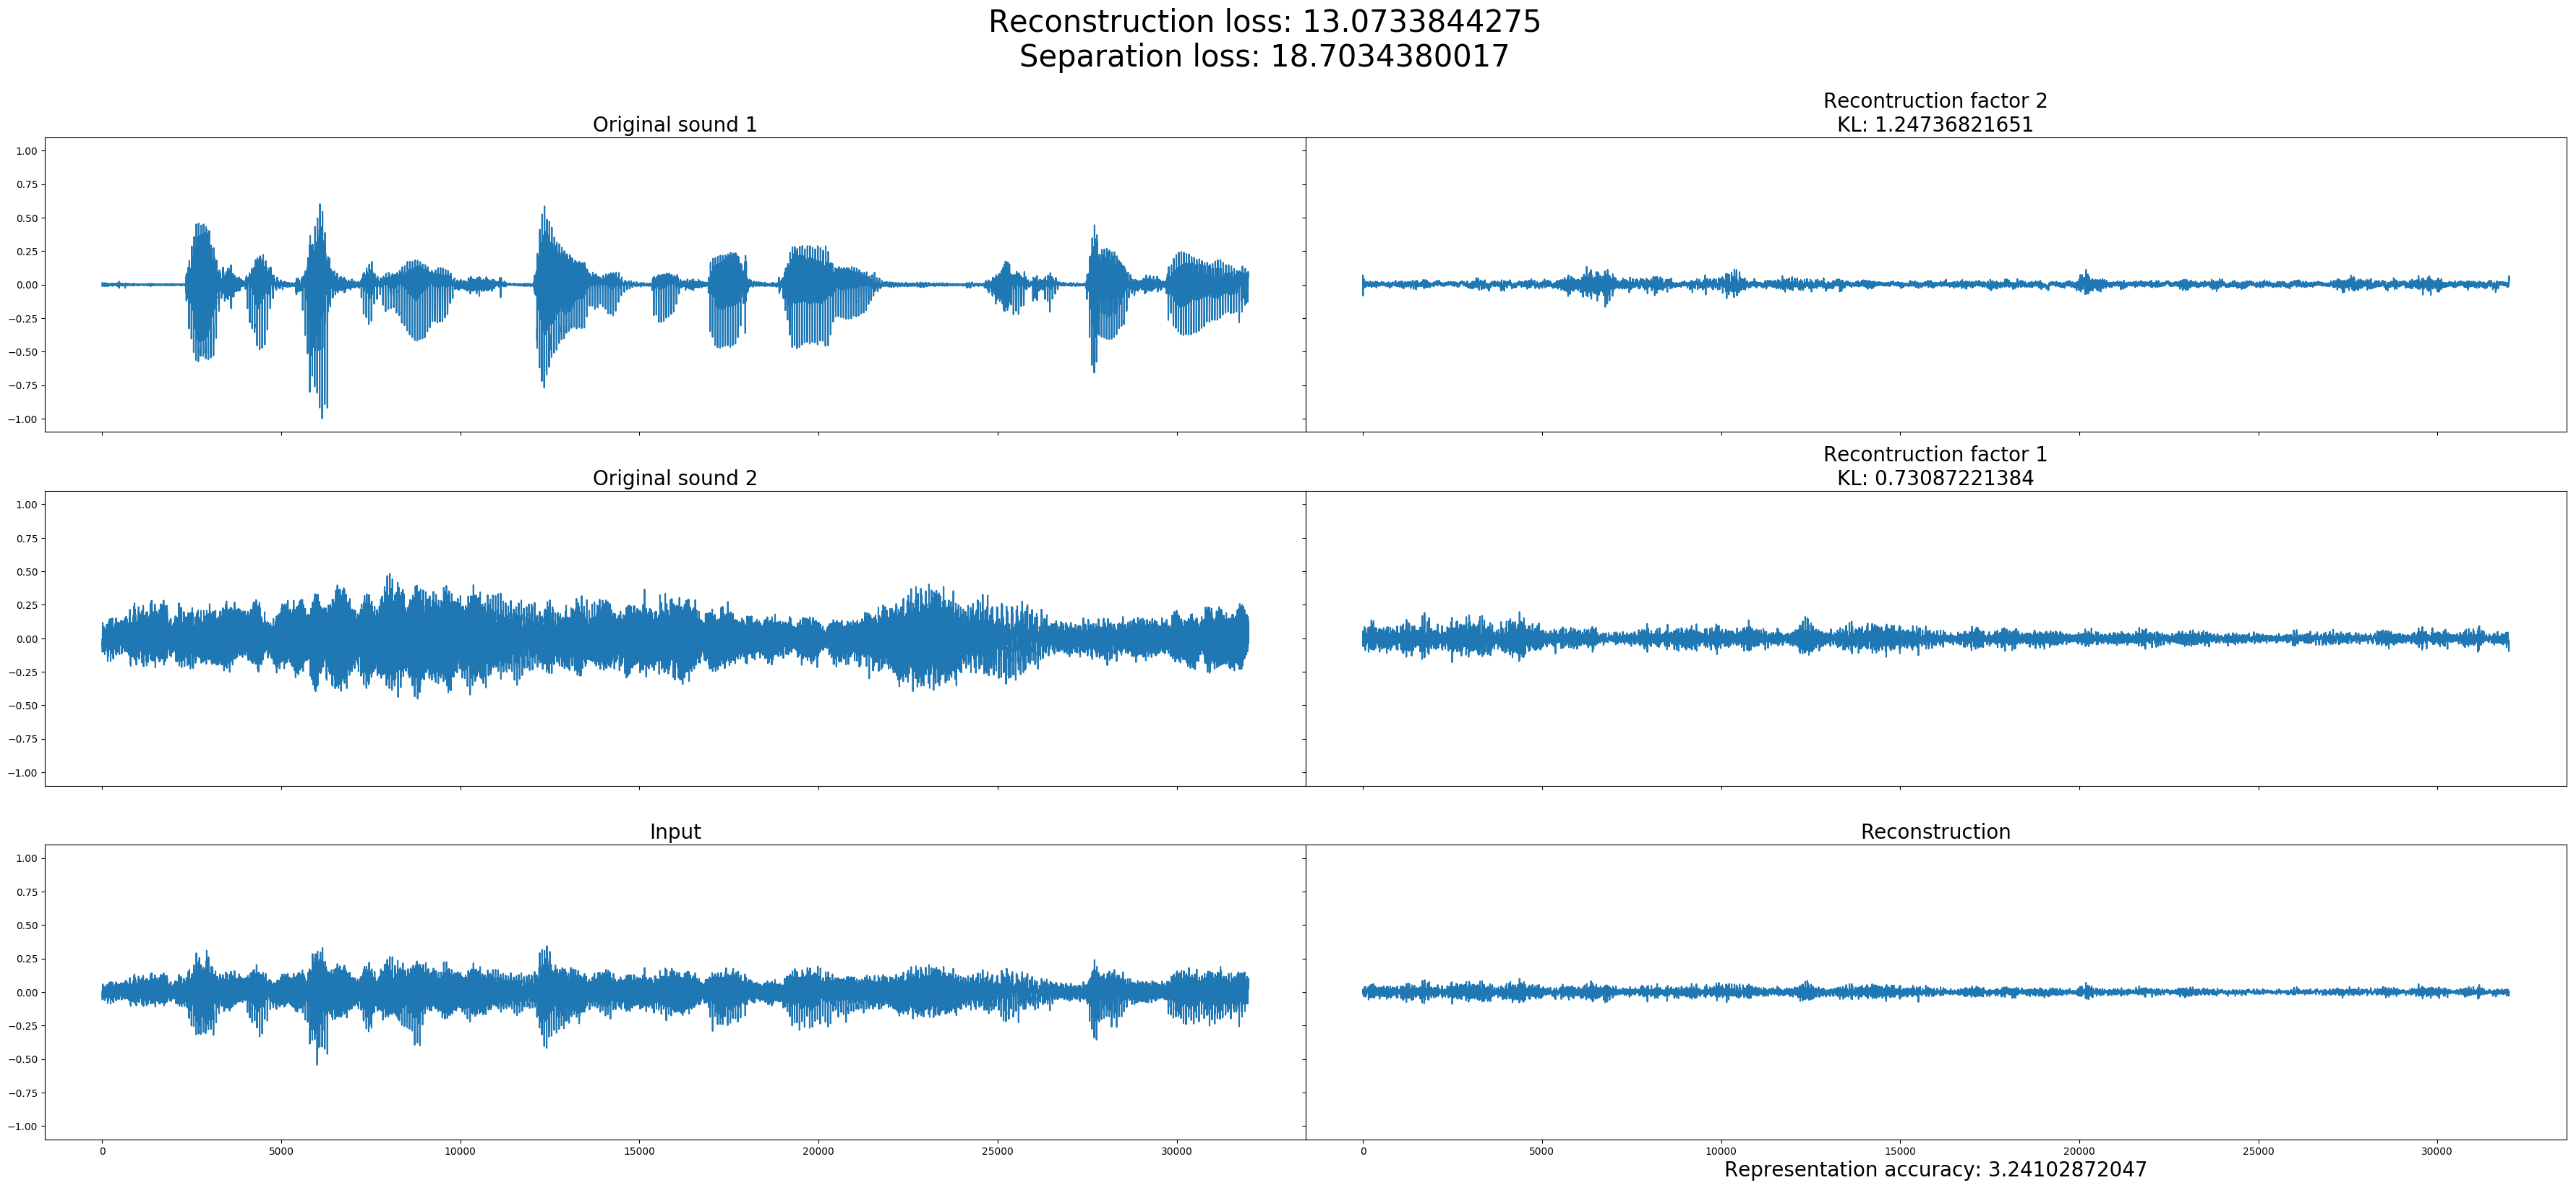 Reconstruction loss: 13.0733844275
Separation loss: 18.7034380017
Original sound 1
1.00
0.75
0.50
0.25
0.00
−0.25
−0.50
−0.75
−1.00
Recontruction factor 2
KL: 1.24736821651
Original sound 2
1.00
0.75
0.50
0.25
0.00
−0.25
−0.50
−0.75
−1.00
Recontruction factor 1
KL: 0.73087221384
Input
1.00
0.75
0.50
0.25
0.00
−0.25
−0.50
−0.75
−1.00
0 5000 10000 15000 20000 25000 30000
Reconstruction
0 5000 10000 15000 20000 25000 30000
Representation accuracy: 3.24102872047